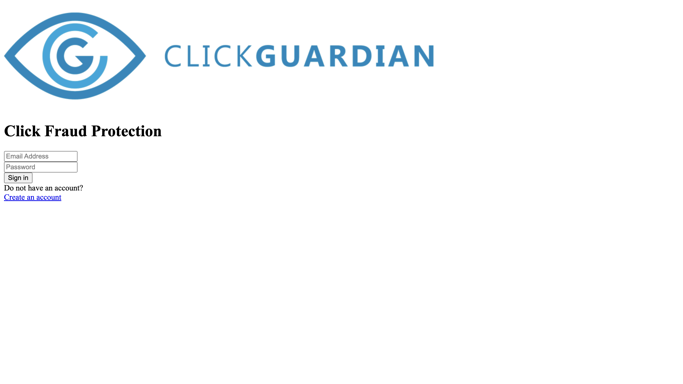 CLICKGUARDIAN
Click Fraud Protection
Email Address
Password
Sign in
Do not have an account?
Create an account